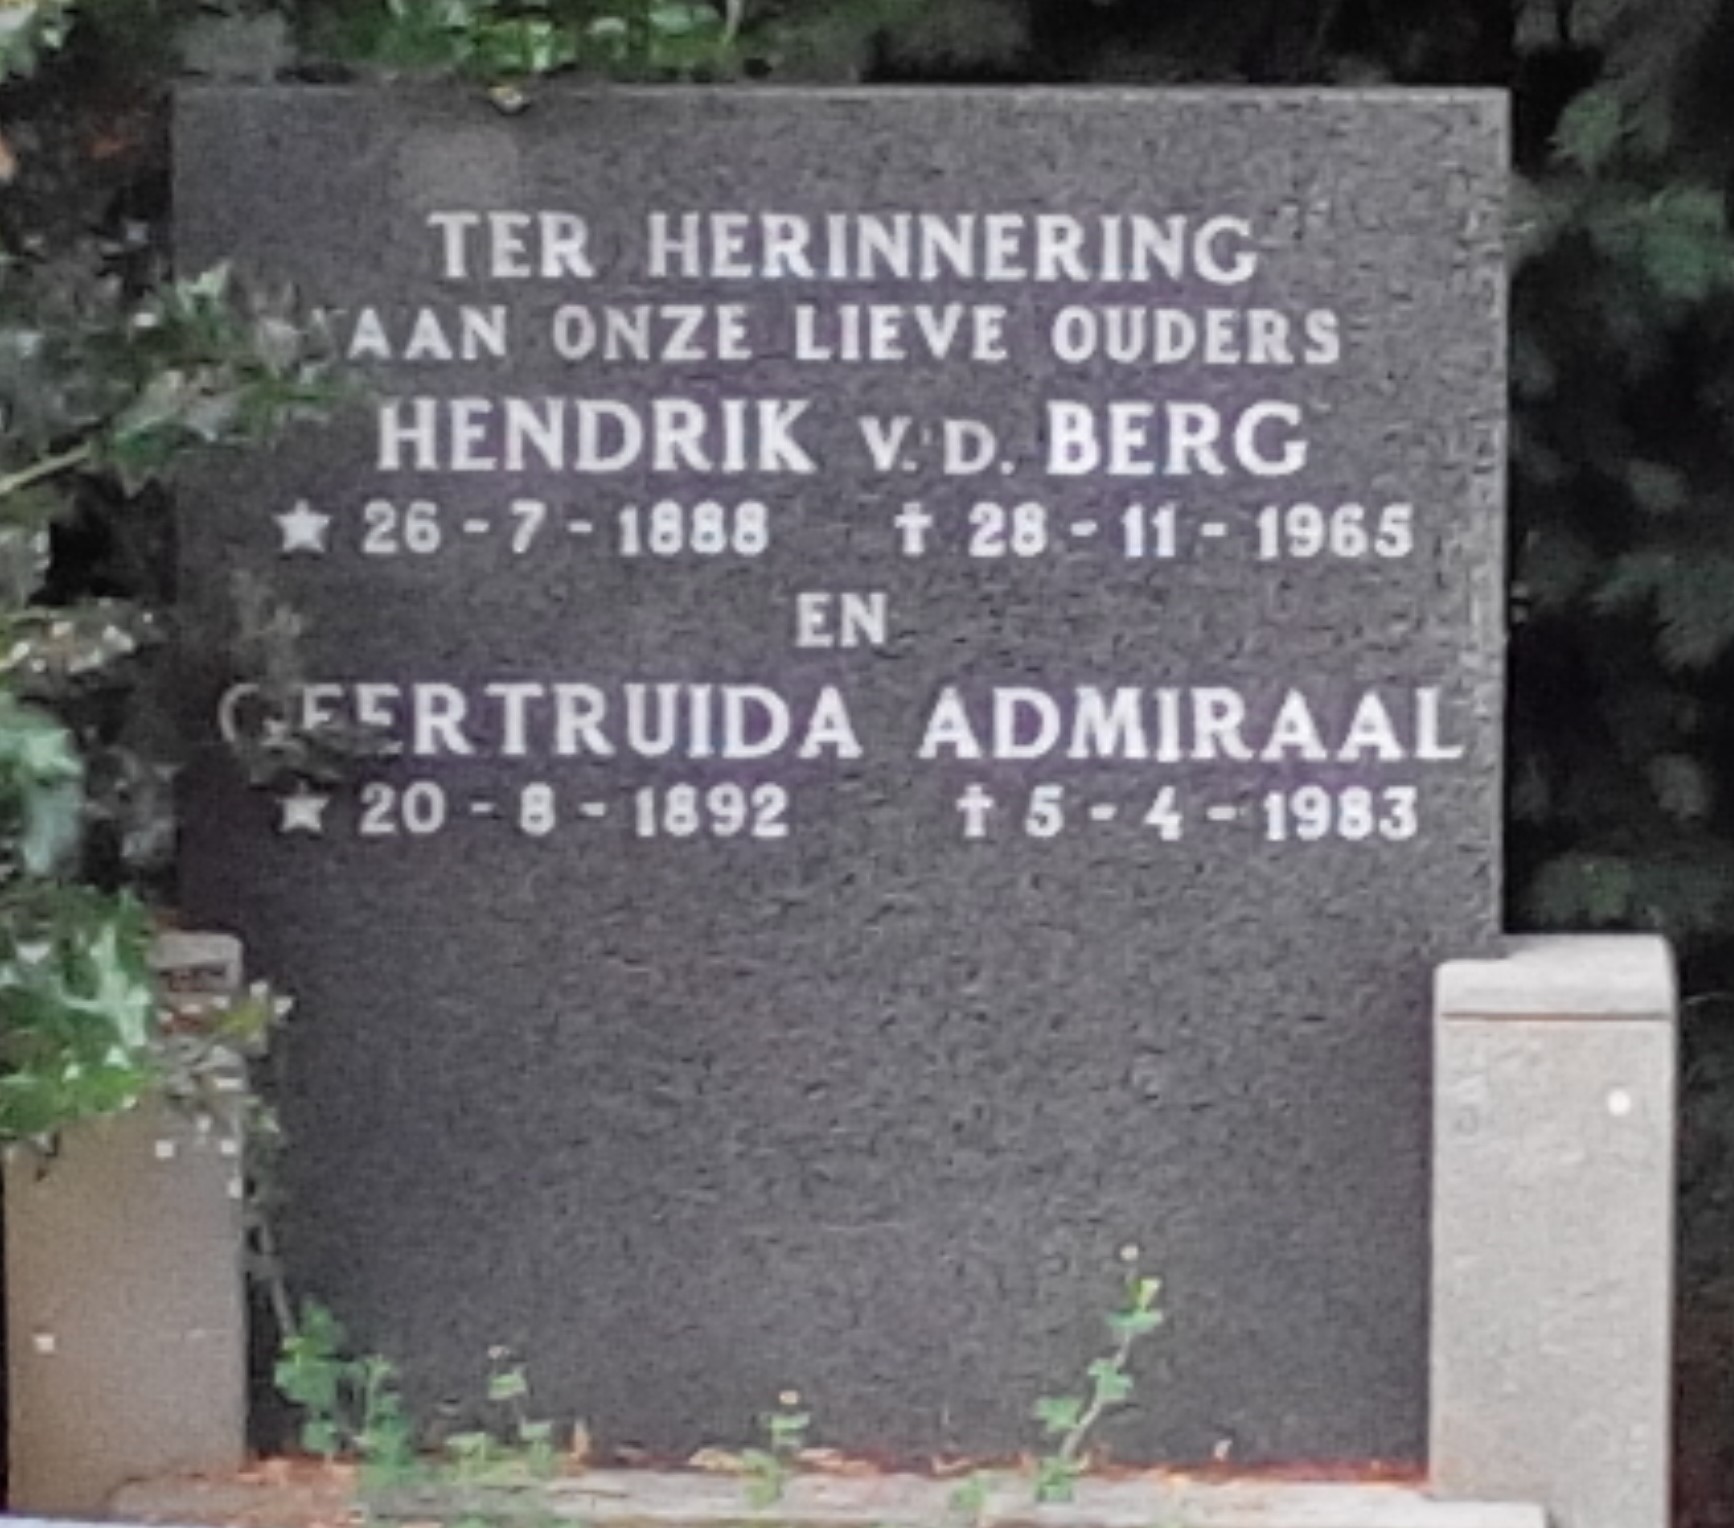 TER HERINNERING
AAN ONZE LIEVE OUDERS
HENDRIK V.D. BERG
★ 26-7-1888 † 28-11-1965
EN
GEERTRUIDA ADMIRAAL
★ 20-8-1892 † 5-4-1983